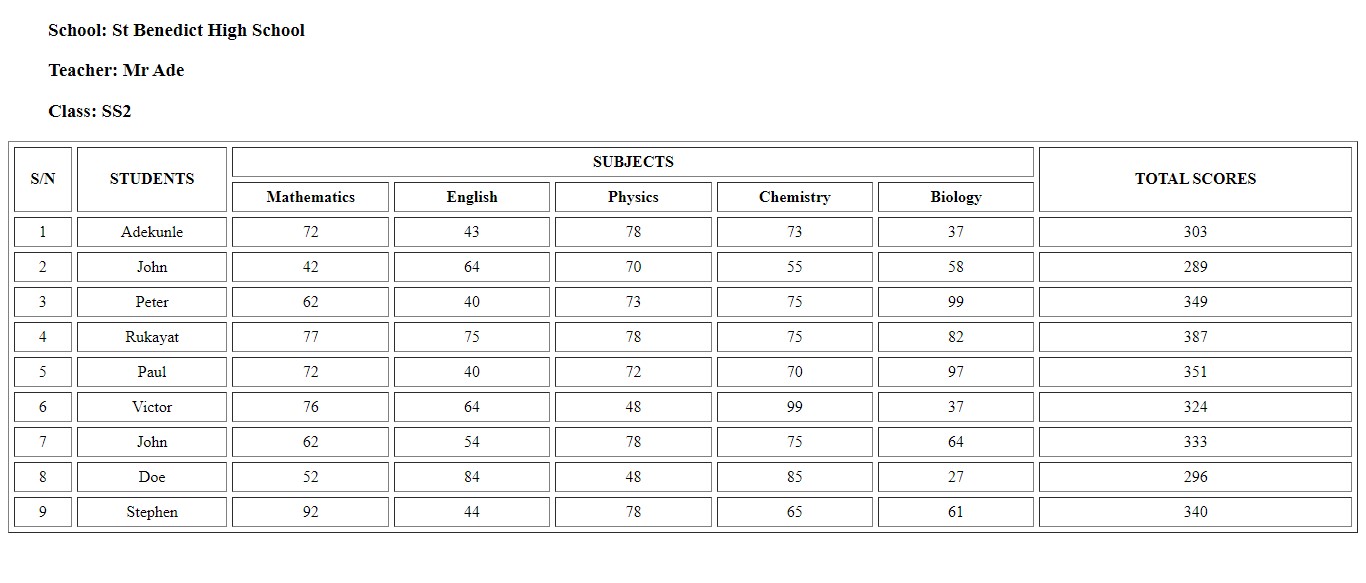 School: St Benedict High School
Teacher: Mr Ade
Class: SS2
S/N STUDENTS SUBJECTS TOTAL SCORES
Mathematics English Physics Chemistry Biology
1 Adekunle 72 43 78 73 37 303
2 John 42 64 70 55 58 289
3 Peter 62 40 73 75 99 349
4 Rukayat 77 75 78 75 82 387
5 Paul 72 40 72 70 97 351
6 Victor 76 64 48 99 37 324
7 John 62 54 78 75 64 333
8 Doe 52 84 48 85 27 296
9 Stephen 92 44 78 65 61 340